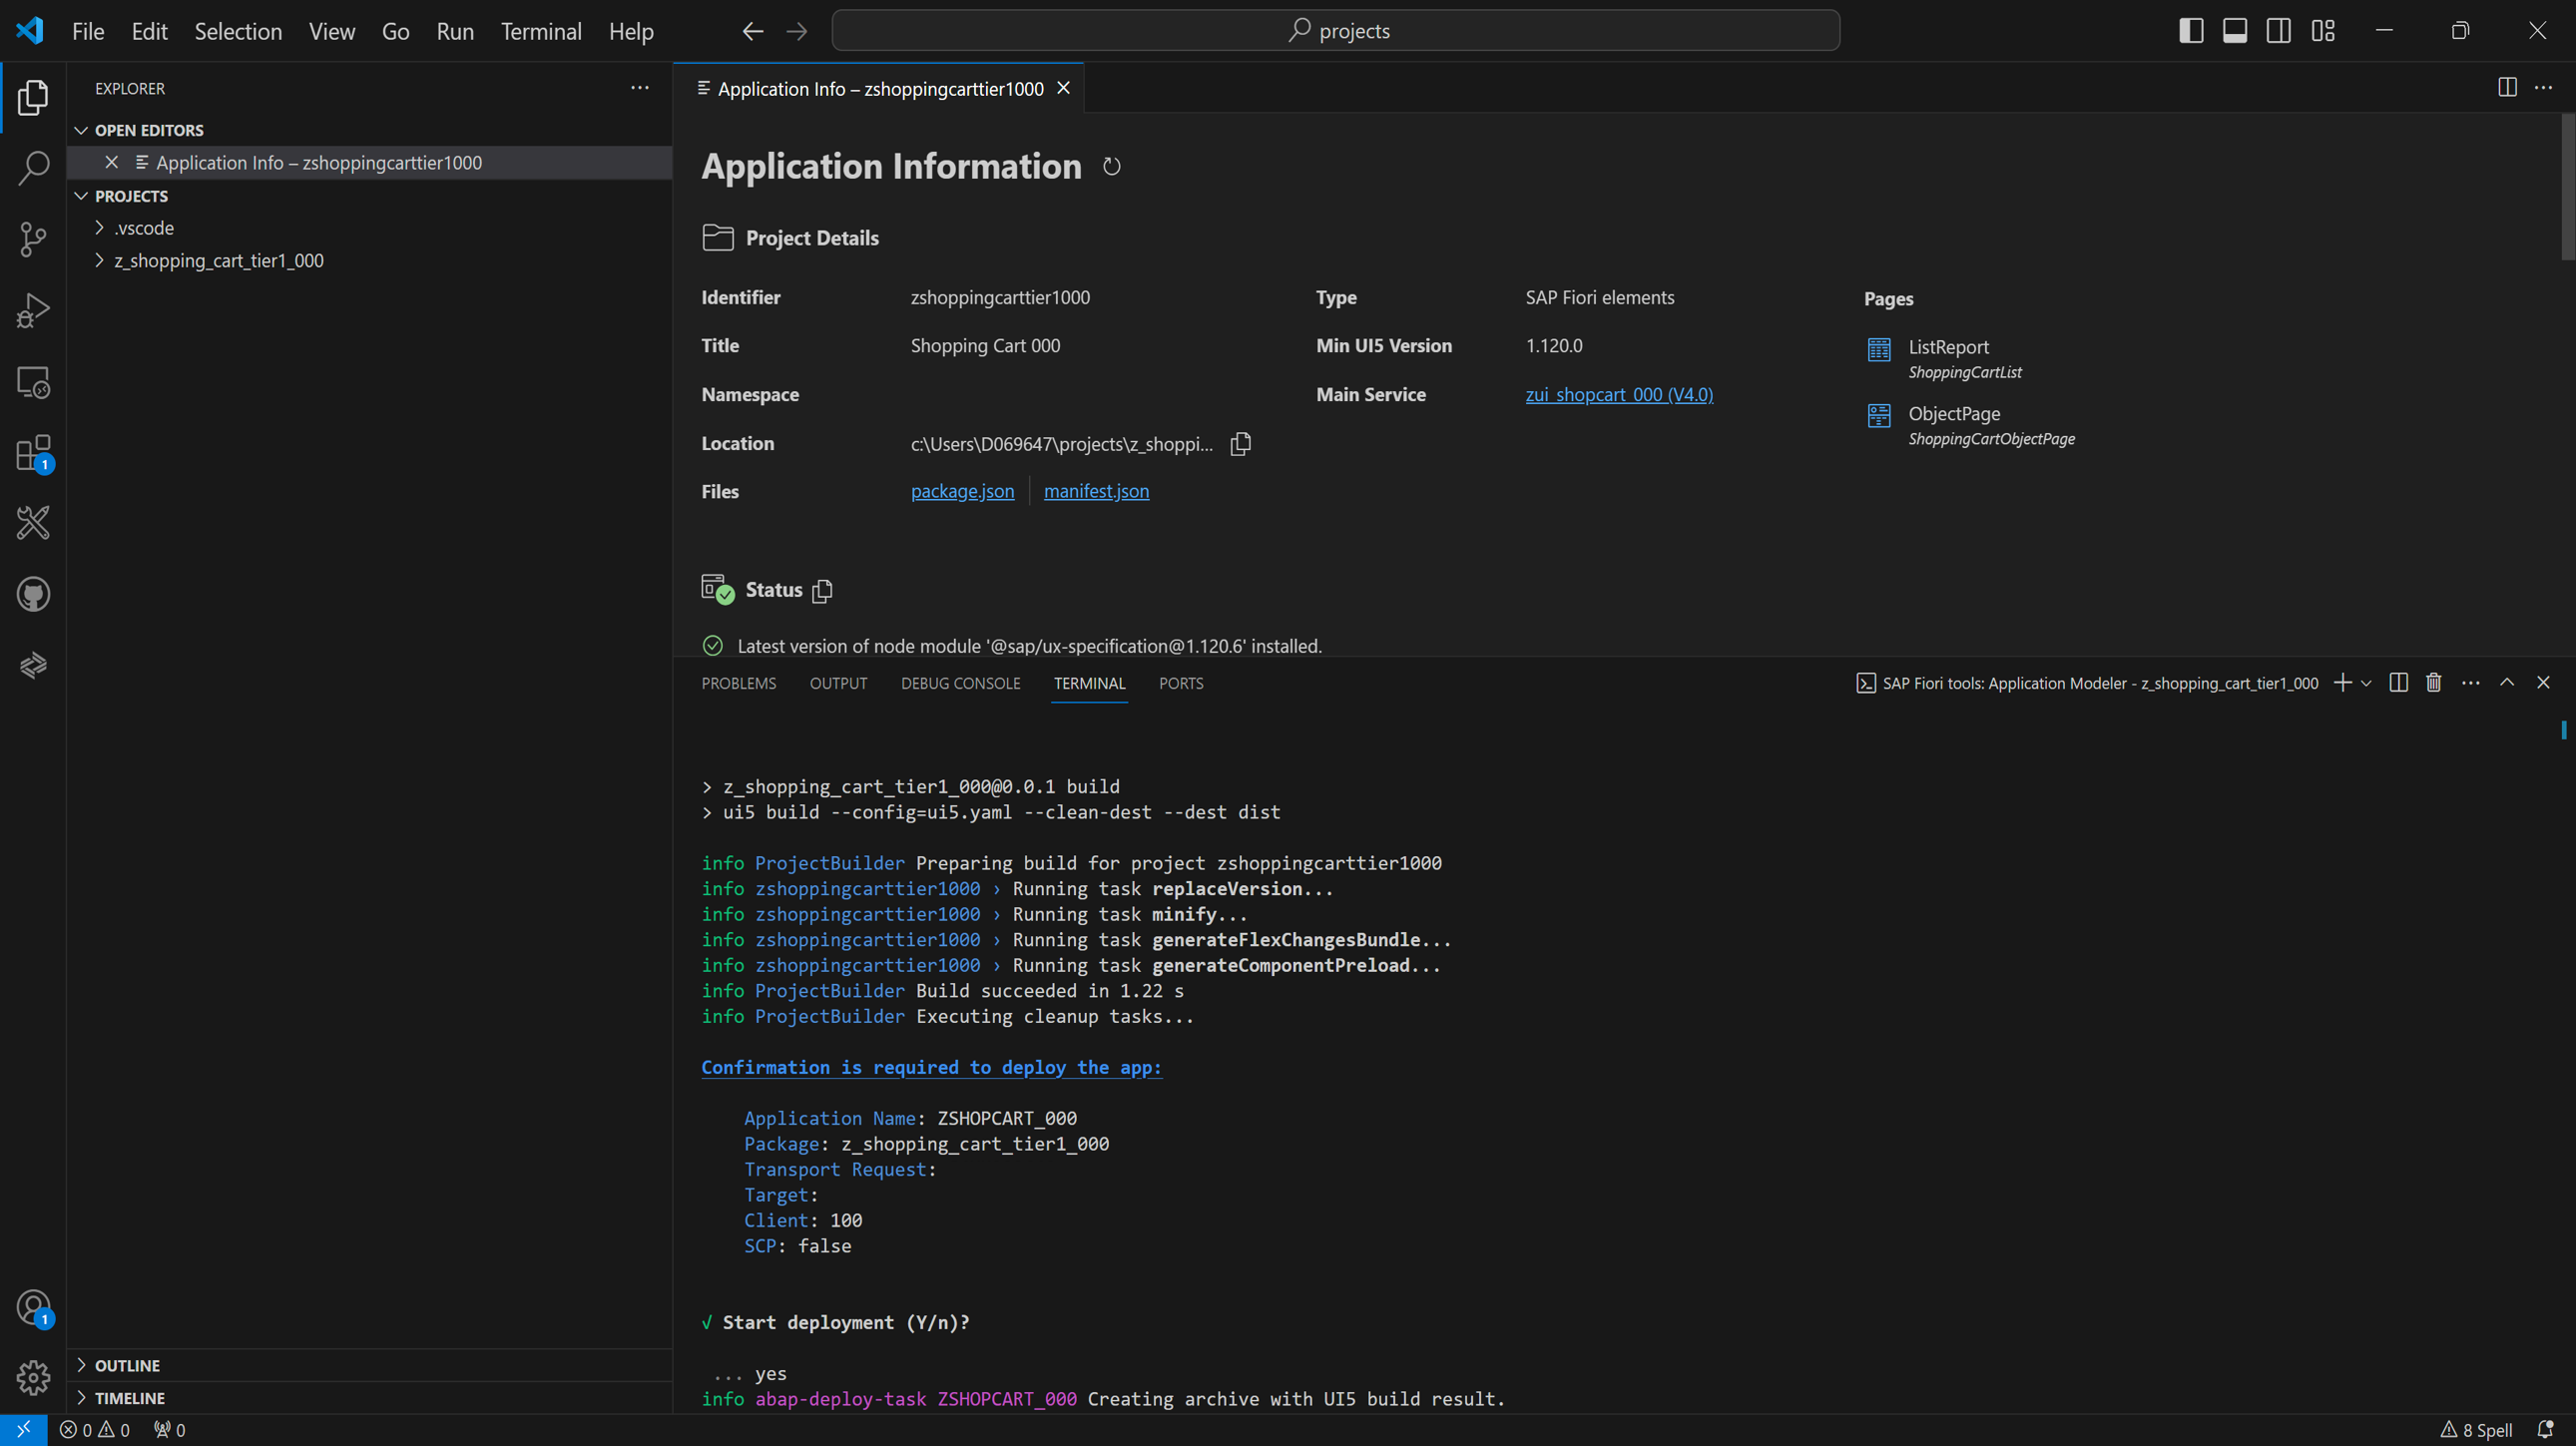 File Edit Selection View Go Run Terminal Help
projects
EXPLORER
OPEN EDITORS
Application Info – zshoppingcarttier1000
PROJECTS
.vscode
z_shopping_cart_tier1_000
1
1
OUTLINE
TIMELINE
Application Info – zshoppingcarttier1000
Application Information
Project Details
Identifier zshoppingcarttier1000
Title Shopping Cart 000
Namespace
Location c:\Users\D069647\projects\z_shoppi...
Files package.json manifest.json
Type SAP Fiori elements
Min UI5 Version 1.120.0
Main Service zui_shopcart_000 (V4.0)
Pages
ListReport
ShoppingCartList
ObjectPage
ShoppingCartObjectPage
Status
Latest version of node module '@sap/ux-specification@1.120.6' installed.
PROBLEMS OUTPUT DEBUG CONSOLE TERMINAL PORTS
SAP Fiori tools: Application Modeler - z_shopping_cart_tier1_000
> z_shopping_cart_tier1_000@0.0.1 build
> ui5 build --config=ui5.yaml --clean-dest --dest dist
info ProjectBuilder Preparing build for project zshoppingcarttier1000
info zshoppingcarttier1000 › Running task replaceVersion...
info zshoppingcarttier1000 › Running task minify...
info zshoppingcarttier1000 › Running task generateFlexChangesBundle...
info zshoppingcarttier1000 › Running task generateComponentPreload...
info ProjectBuilder Build succeeded in 1.22 s
info ProjectBuilder Executing cleanup tasks...
Confirmation is required to deploy the app:
Application Name: ZSHOPCART_000
Package: z_shopping_cart_tier1_000
Transport Request:
Target:
Client: 100
SCP: false
√ Start deployment (Y/n)?
... yes
info abap-deploy-task ZSHOPCART_000 Creating archive with UI5 build result.
0 0 0
8 Spell